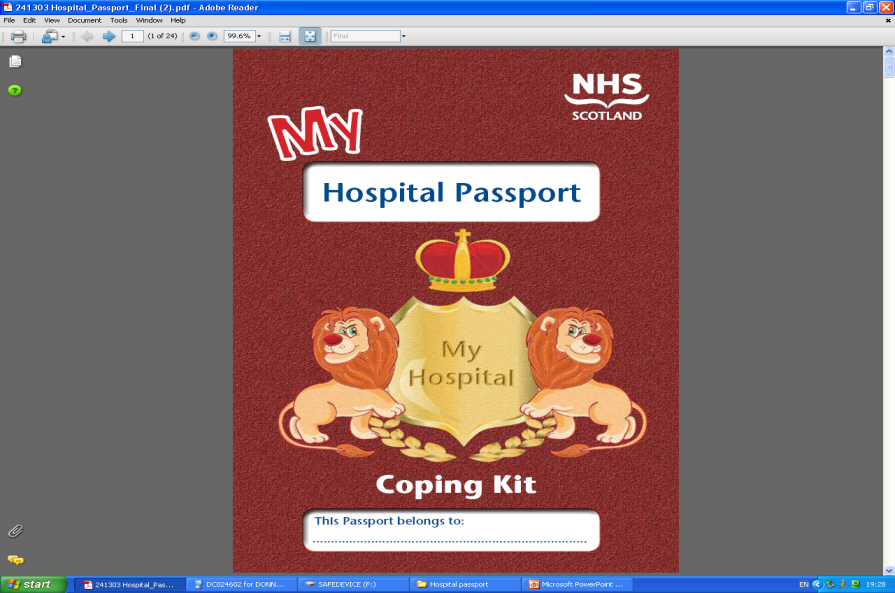 241303 Hospital_Passport_Final (2).pdf - Adobe Reader
File Edit View Document Tools Window Help
1 (1 of 24) 99.6% Find
NHS
SCOTLAND
My
Hospital Passport
My
Hospital
Coping Kit
This Passport belongs to:
start 241303 Hospital_Pas... DC024602 for DONN... SAFEDEVICE (F:) Hospital passport Microsoft PowerPoint ... EN 19:28